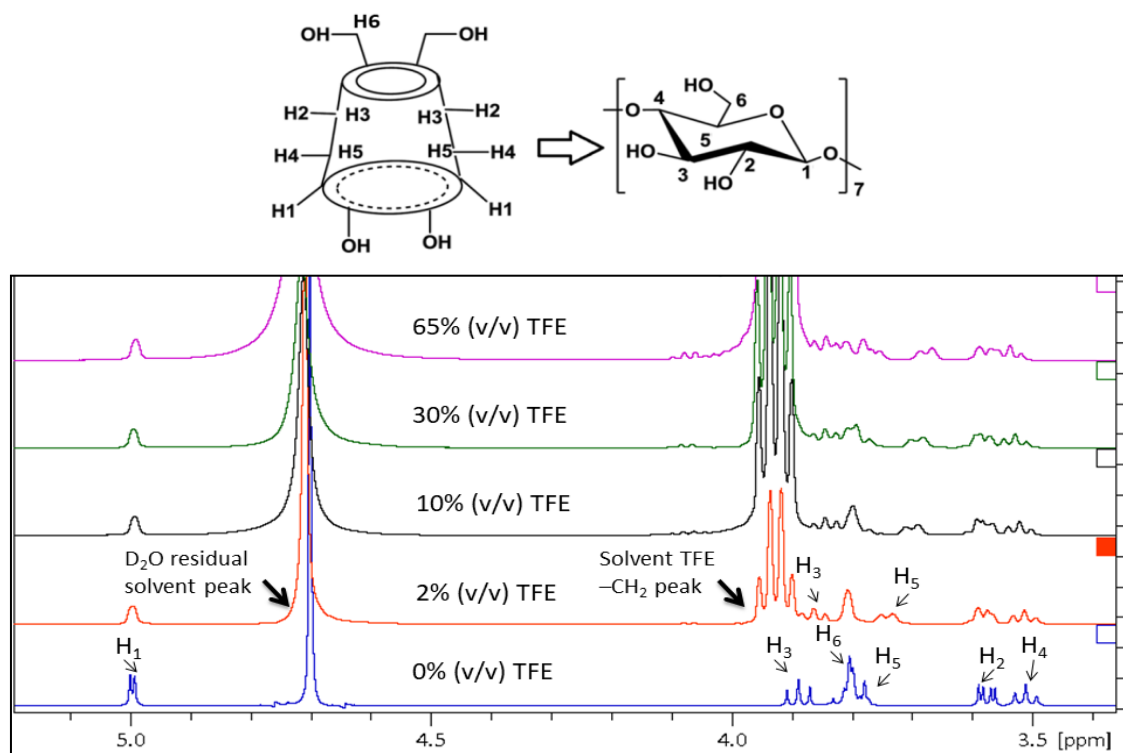 H6
OH
OH
H2
H3
H3
H2
H4
H5
H5
H4
H1
H1
OH
OH
4
HO
6
O
O
5
HO
3
2
HO
1
O
7
65% (v/v) TFE
30% (v/v) TFE
10% (v/v) TFE
D₂O residual
solvent peak
2% (v/v) TFE
Solvent TFE
–CH₂ peak
H₃
H₅
H₁
0% (v/v) TFE
H₃
H₆
H₅
H₂
H₄
5.0
4.5
4.0
3.5
[ppm]